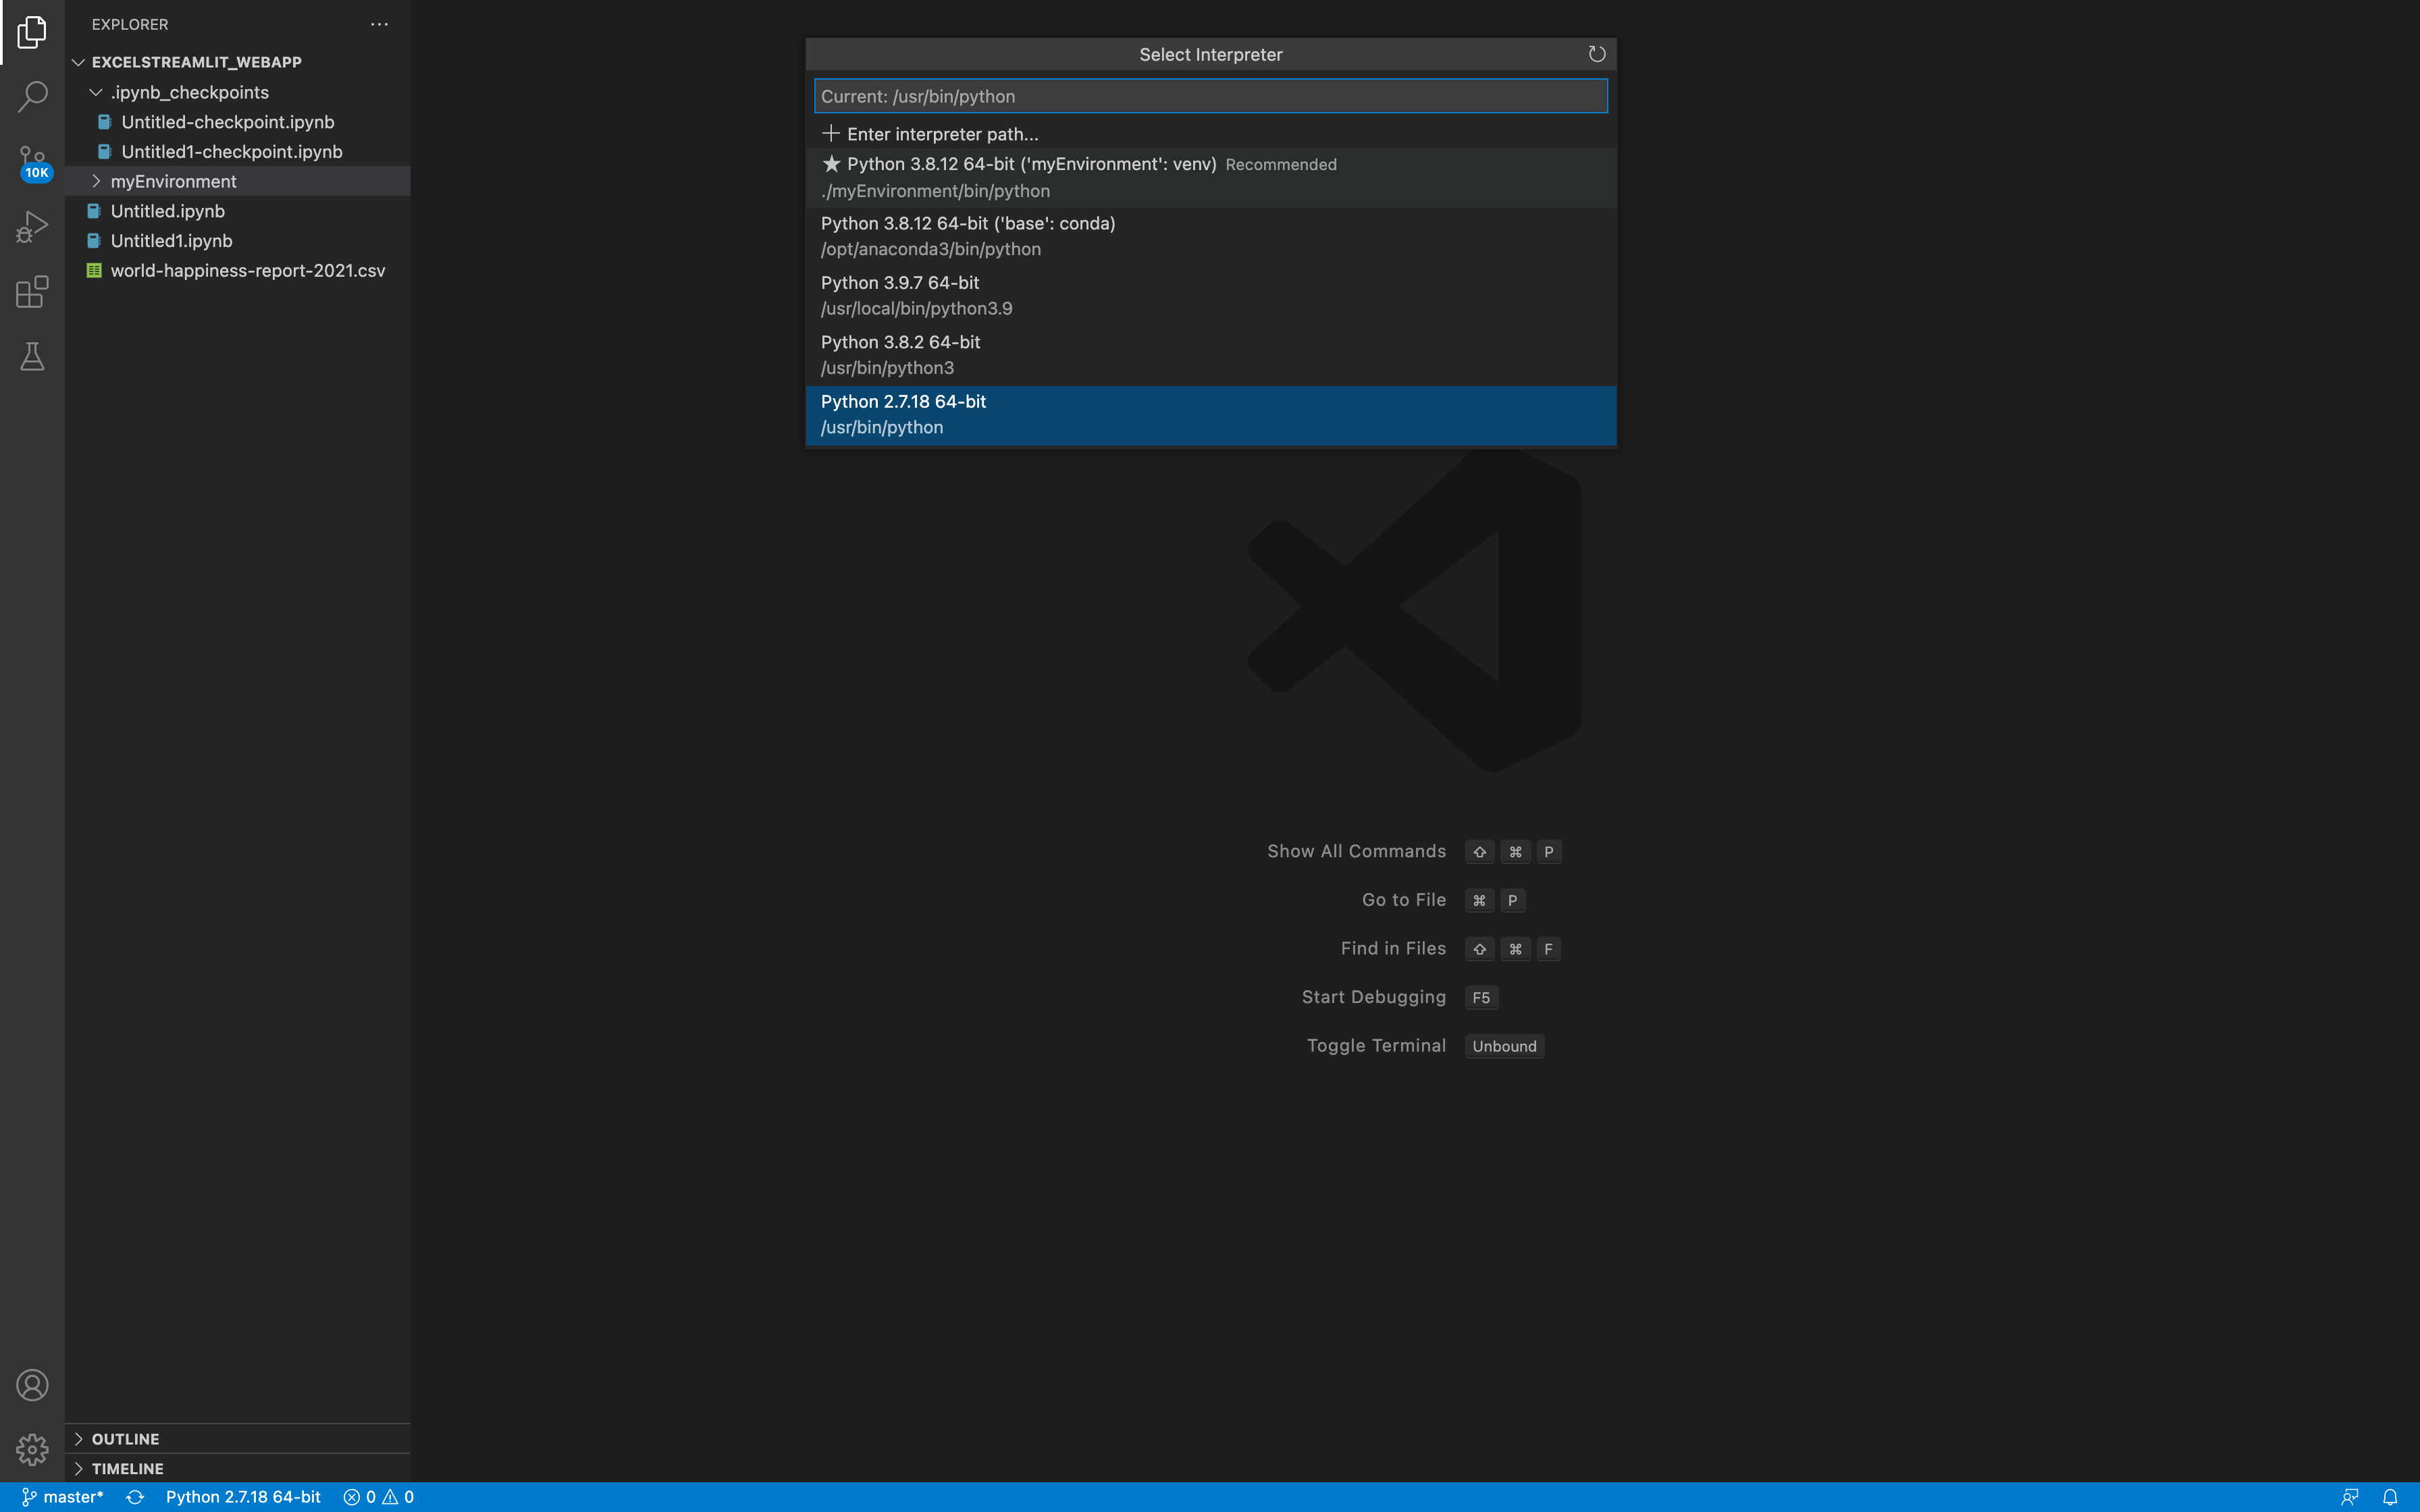 EXPLORER
EXCELSTREAMLIT_WEBAPP
.ipynb_checkpoints
Untitled-checkpoint.ipynb
Untitled1-checkpoint.ipynb
myEnvironment
Untitled.ipynb
Untitled1.ipynb
world-happiness-report-2021.csv
10K
Select Interpreter
Current: /usr/bin/python
Enter interpreter path...
Python 3.8.12 64-bit ('myEnvironment': venv) Recommended
./myEnvironment/bin/python
Python 3.8.12 64-bit ('base': conda)
/opt/anaconda3/bin/python
Python 3.9.7 64-bit
/usr/local/bin/python3.9
Python 3.8.2 64-bit
/usr/bin/python3
Python 2.7.18 64-bit
/usr/bin/python
Show All Commands ⇧ ⌘ P
Go to File ⌘ P
Find in Files ⇧ ⌘ F
Start Debugging F5
Toggle Terminal Unbound
OUTLINE
TIMELINE
master* Python 2.7.18 64-bit 0 0